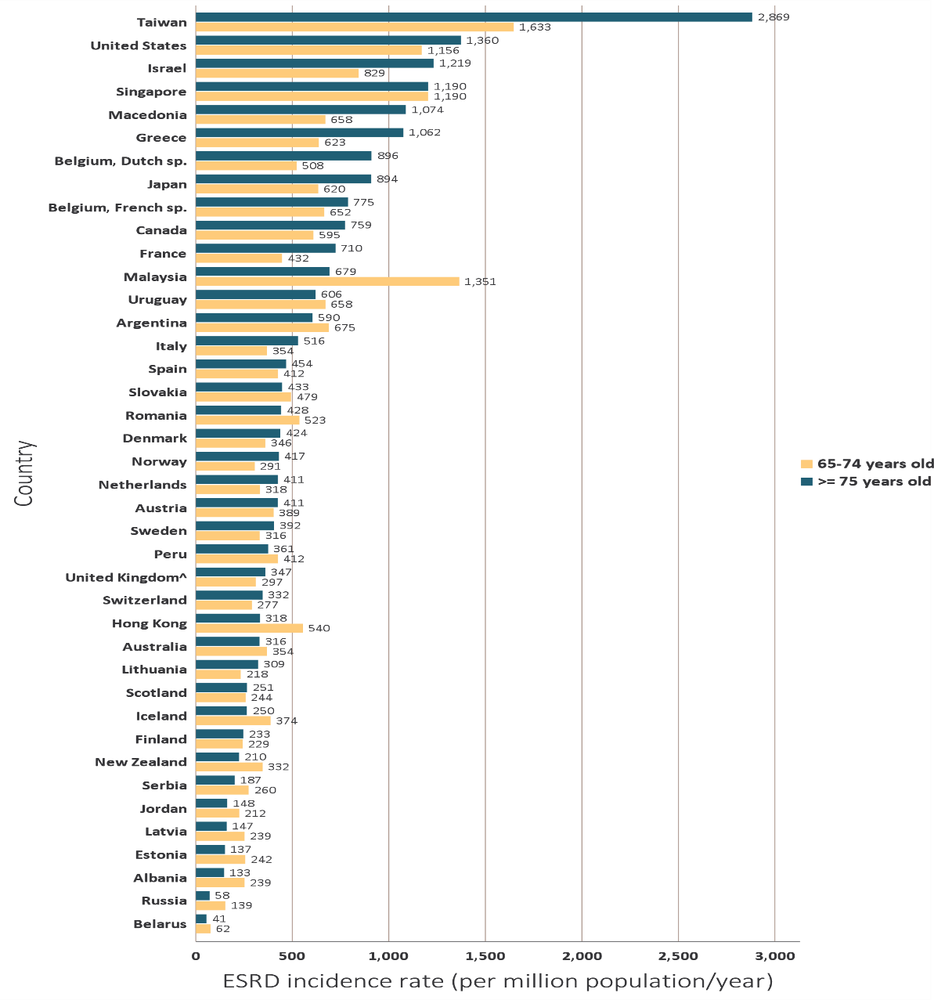 Taiwan
2,869
1,633
United States
1,360
1,156
Israel
1,219
829
Singapore
1,190
1,190
Macedonia
1,074
658
Greece
1,062
623
Belgium, Dutch sp.
896
508
Japan
894
620
Belgium, French sp.
775
652
Canada
759
595
France
710
432
Malaysia
679
1,351
Uruguay
606
658
Argentina
590
675
Italy
516
354
Spain
454
412
Slovakia
433
479
Romania
428
523
Denmark
424
346
Norway
417
291
Netherlands
411
318
Austria
411
389
Sweden
392
316
Peru
361
412
United Kingdom^
347
297
Switzerland
332
277
Hong Kong
318
540
Australia
316
354
Lithuania
309
218
Scotland
251
244
Iceland
250
374
Finland
233
229
New Zealand
210
332
Serbia
187
260
Jordan
148
212
Latvia
147
239
Estonia
137
242
Albania
133
239
Russia
58
139
Belarus
41
62
Country
65-74 years old
>= 75 years old
0 500 1,000 1,500 2,000 2,500 3,000
ESRD incidence rate (per million population/year)